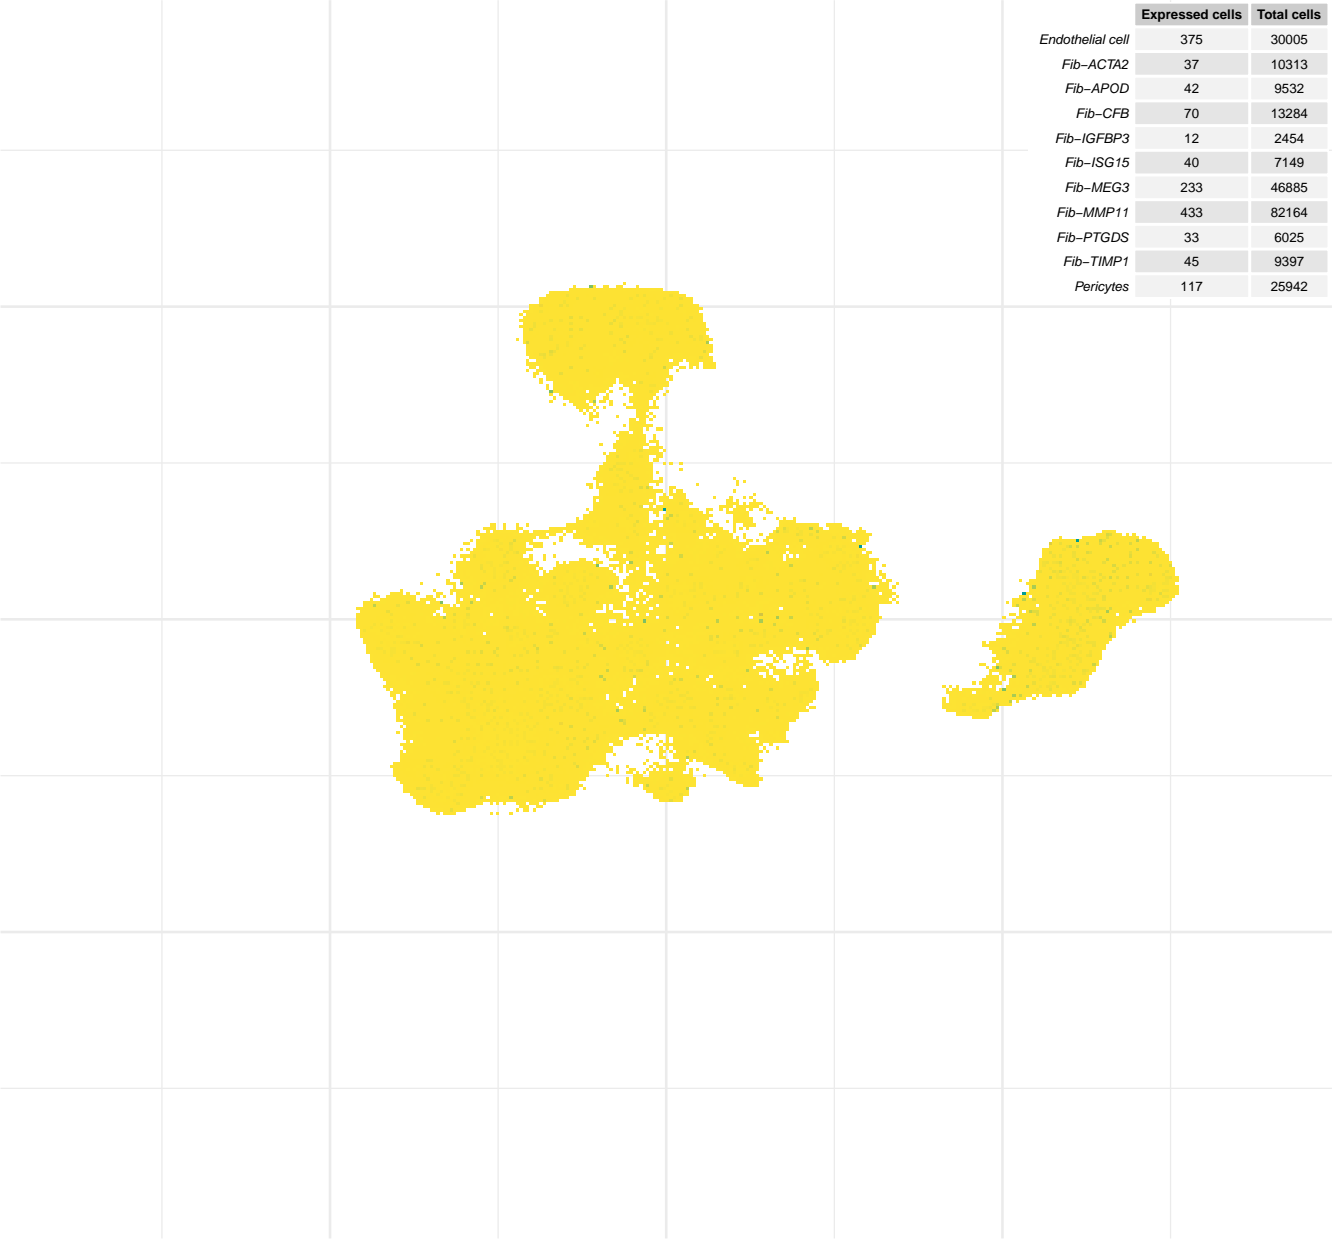 Expressed cells Total cells
Endothelial cell 375 30005
Fib−ACTA2 37 10313
Fib−APOD 42 9532
Fib−CFB 70 13284
Fib−IGFBP3 12 2454
Fib−ISG15 40 7149
Fib−MEG3 233 46885
Fib−MMP11 433 82164
Fib−PTGDS 33 6025
Fib−TIMP1 45 9397
Pericytes 117 25942